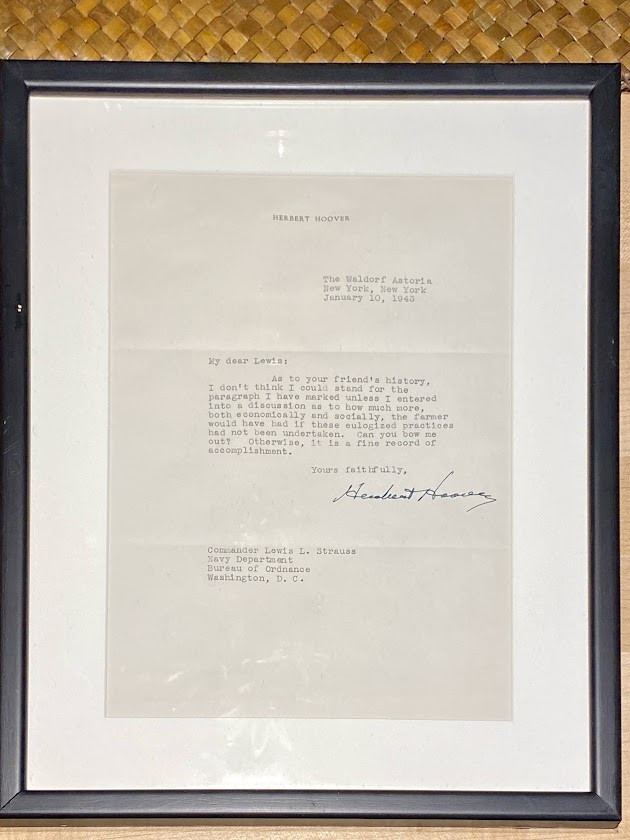 HERBERT HOOVER
The Waldorf Astoria
New York, New York
January 10, 1943
My dear Lewis:
As to your friend's history,
I don't think I could stand for the
paragraph I have marked unless I entered
into a discussion as to how much more,
both economically and socially, the farmer
would have had if these eulogized practices
had not been undertaken. Can you bow me
out? Otherwise, it is a fine record of
accomplishment.
Yours faithfully,
Herbert Hoover
Commander Lewis L. Strauss
Navy Department
Bureau of Ordnance
Washington, D. C.